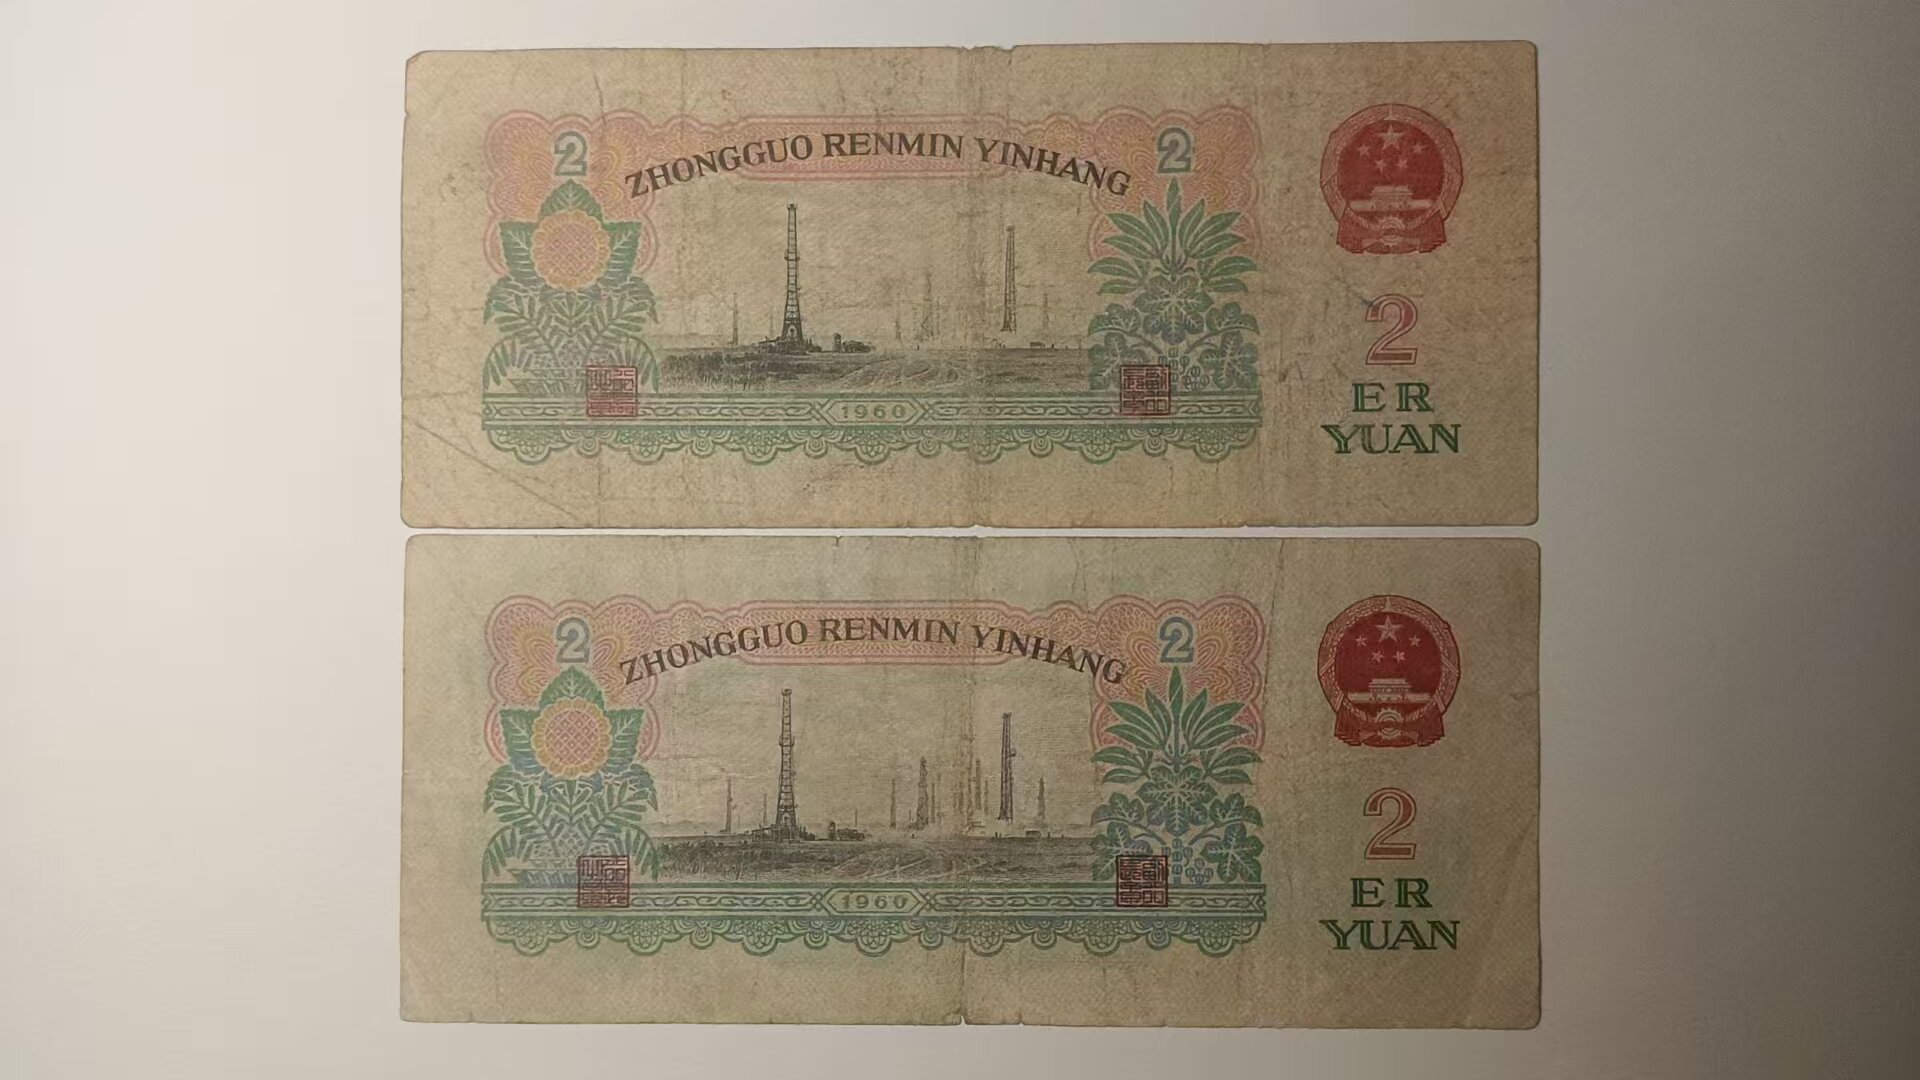 2
ZHONGGUO RENMIN YINHANG
2
1960
2
ER
YUAN
2
ZHONGGUO RENMIN YINHANG
2
1960
2
ER
YUAN